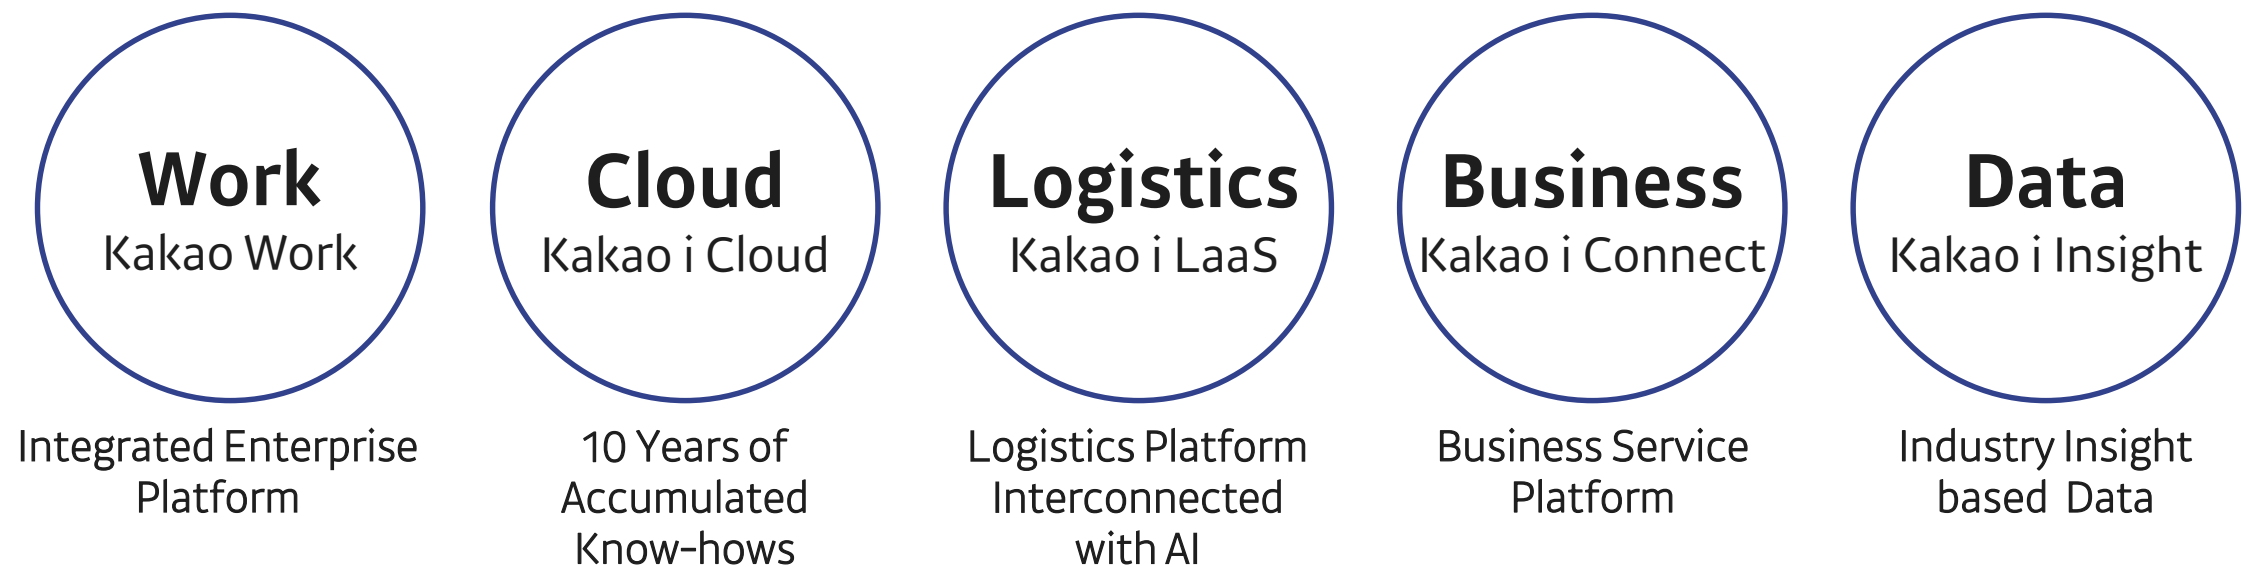 Work
Kakao Work
Integrated Enterprise
Platform
Cloud
Kakao i Cloud
10 Years of
Accumulated
Know-hows
Logistics
Kakao i LaaS
Logistics Platform
Interconnected
with AI
Business
Kakao i Connect
Business Service
Platform
Data
Kakao i Insight
Industry Insight
based Data